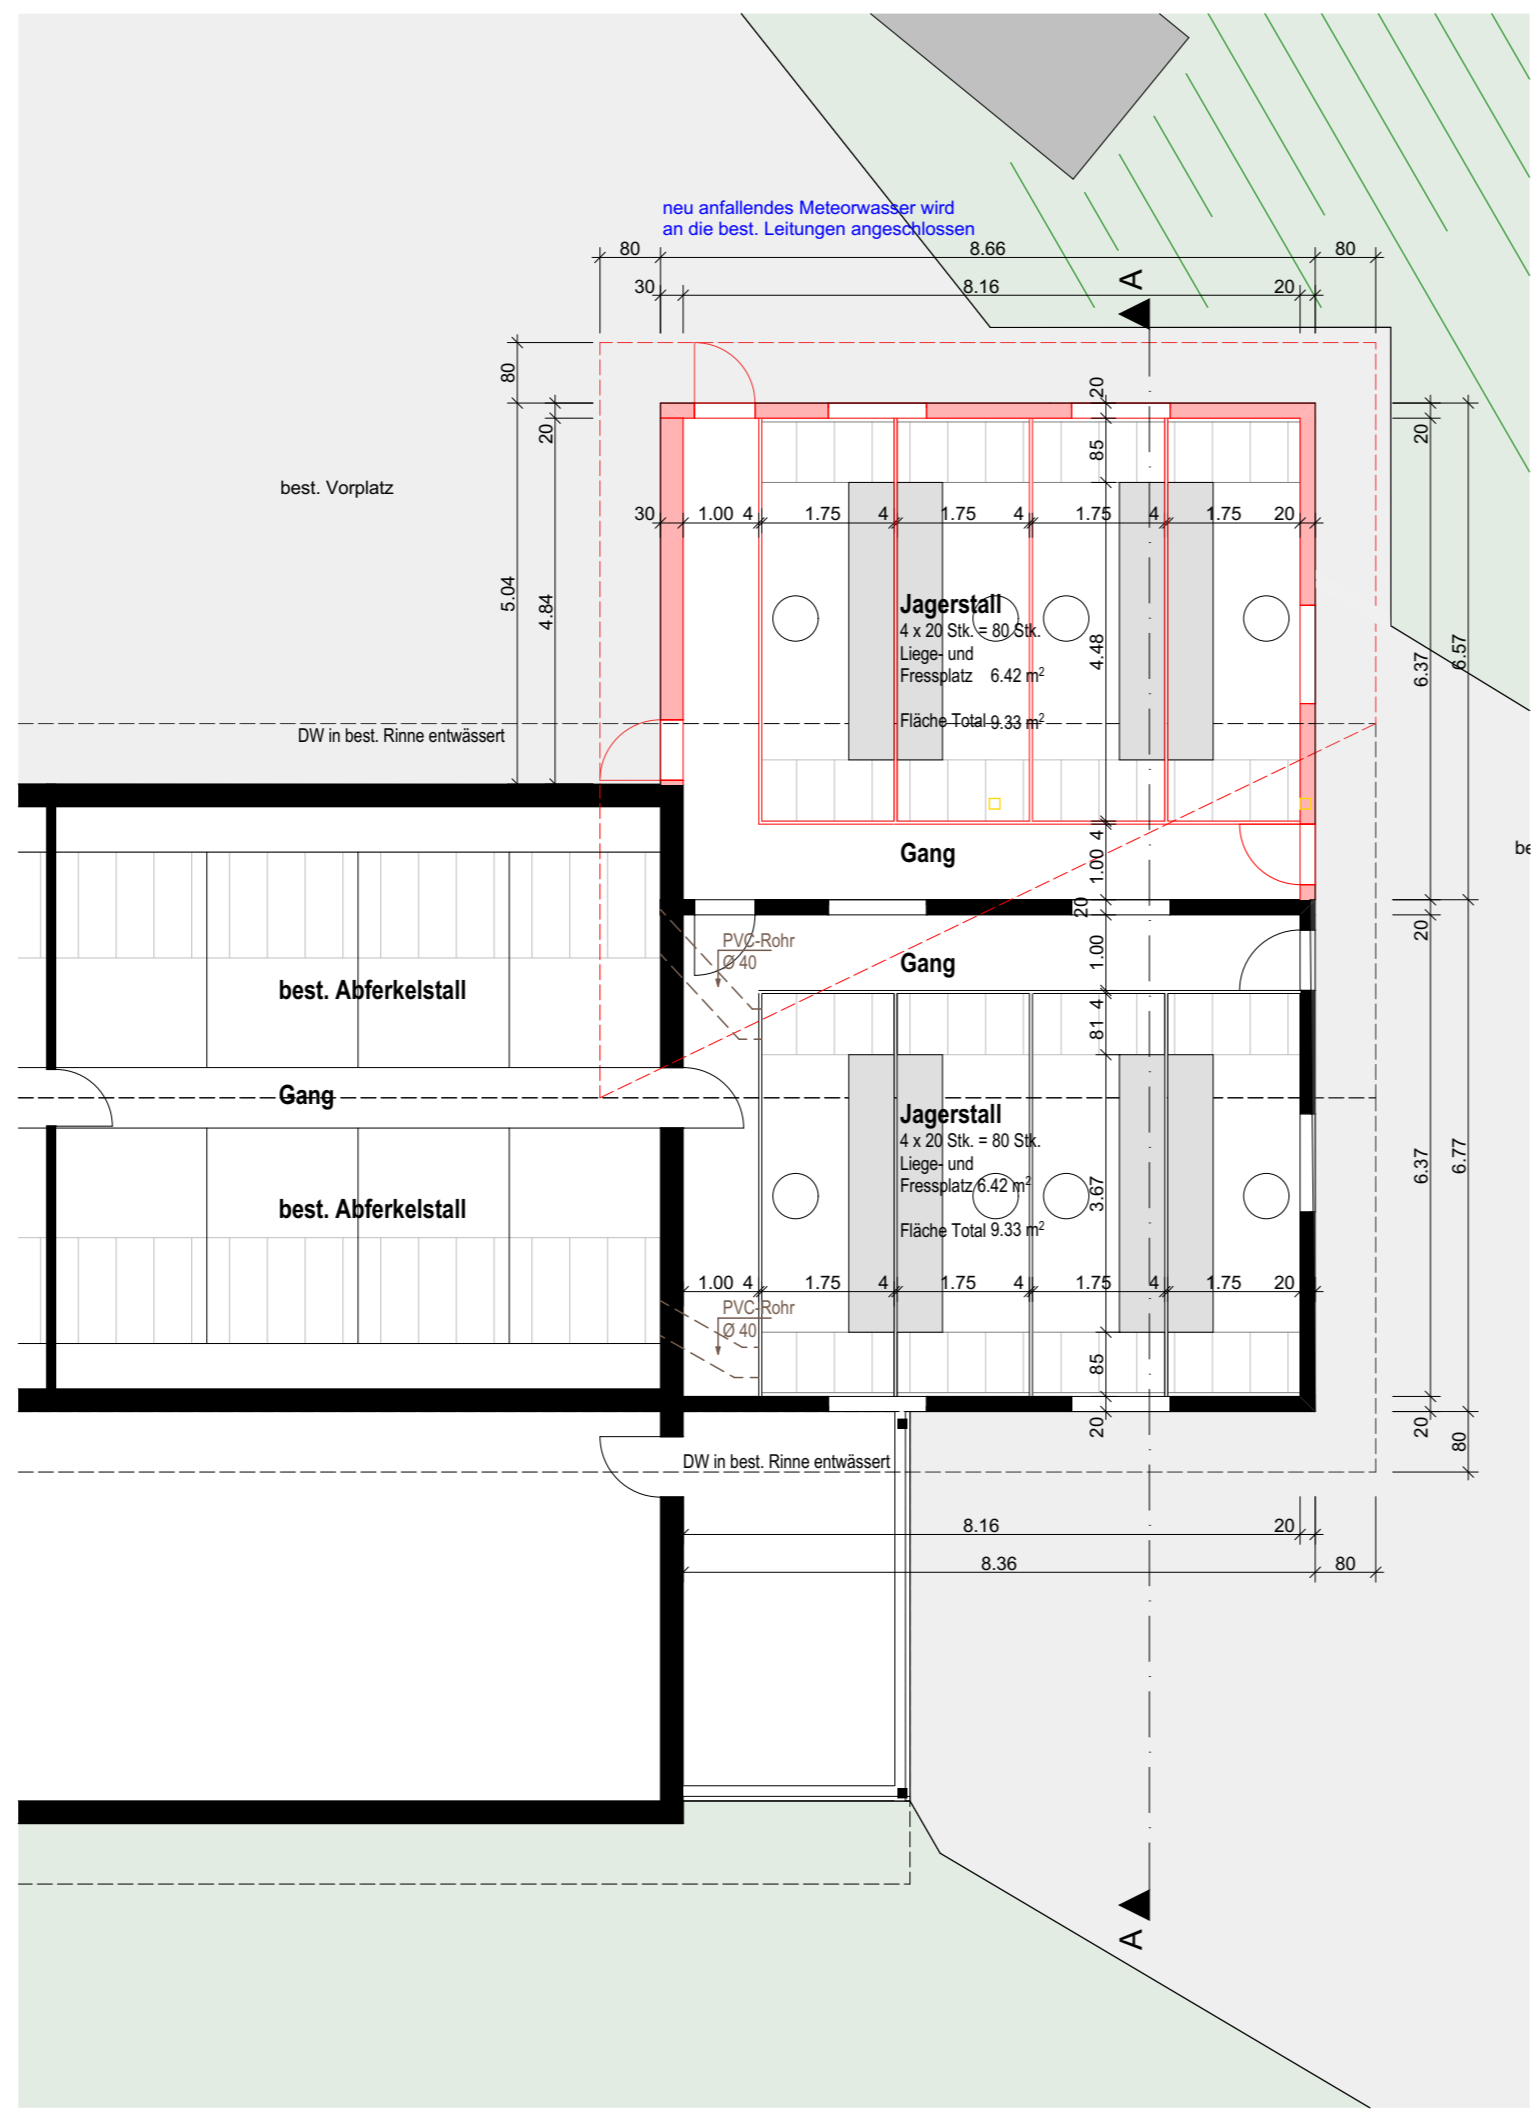 neu anfallendes Meteorwasser wird
an die best. Leitungen angeschlossen
80 8.66 80
30 8.16 20
A
80
20
20
20
85
best. Vorplatz
30 1.00 4 1.75 4 1.75 4 1.75 4 1.75 20
5.04
4.84
Jagerstall
4 x 20 Stk. = 80 Stk.
Liege- und
Fressplatz 6.42 m²
Fläche Total 9.33 m²
4.48
6.37
6.57
DW in best. Rinne entwässert
4
Gang
1.00
be
20
20
PVC-Rohr
Ø 40
Gang
1.00
best. Abferkelstall
4
81
Gang
Jagerstall
4 x 20 Stk. = 80 Stk.
Liege- und
Fressplatz 6.42 m²
Fläche Total 9.33 m²
3.67
6.37
6.77
best. Abferkelstall
1.00 4 1.75 4 1.75 4 1.75 4 1.75 20
PVC-Rohr
Ø 40
85
20
20
80
DW in best. Rinne entwässert
8.16 20
8.36 80
A